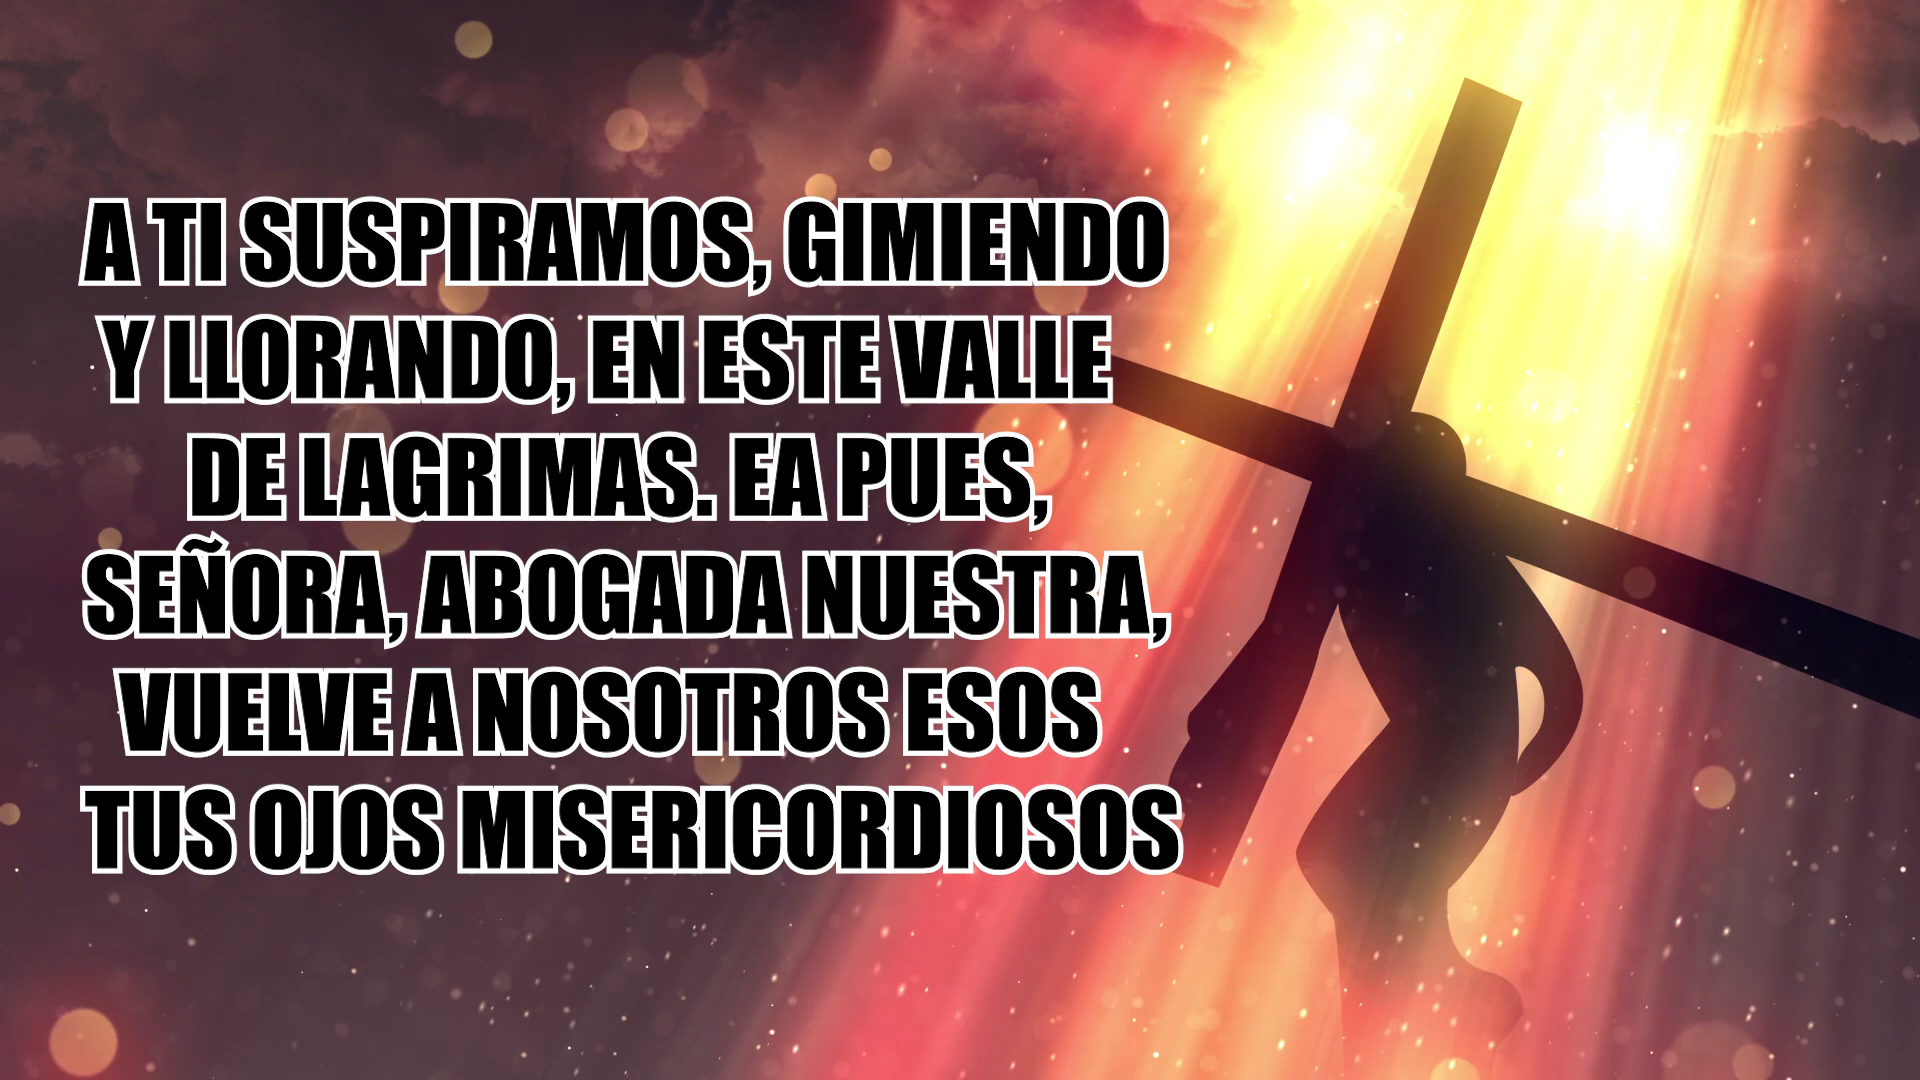 A TI SUSPIRAMOS, GIMIENDO
Y LLORANDO, EN ESTE VALLE
DE LAGRIMAS. EA PUES,
SEÑORA, ABOGADA NUESTRA,
VUELVE A NOSOTROS ESOS
TUS OJOS MISERICORDIOSOS